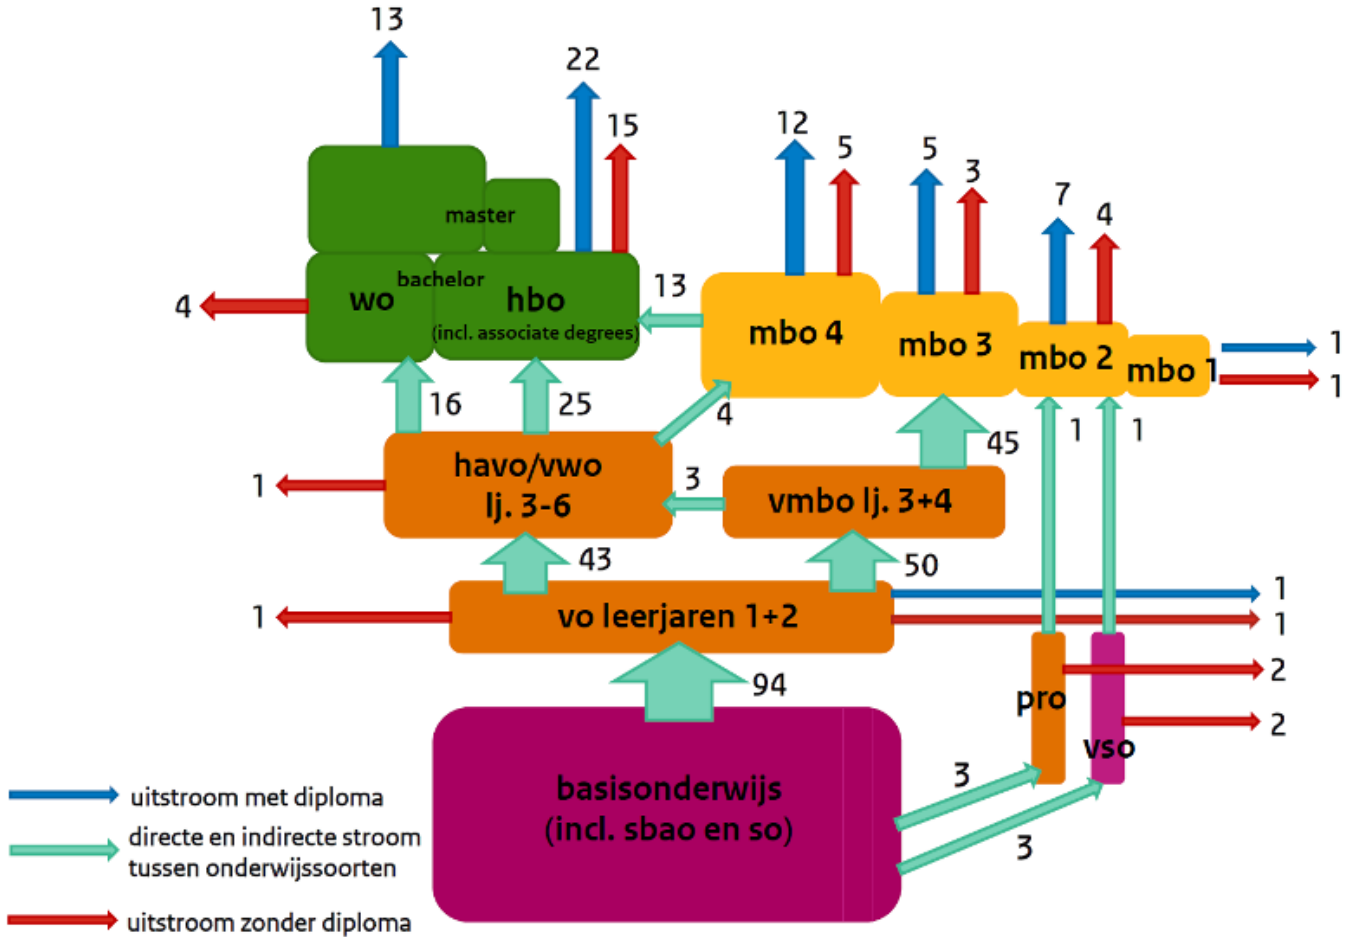 13
22
15
12
5
5
3
7
4
master
bachelor
wo
hbo
(incl. associate degrees)
4
13
mbo 4
mbo 3
mbo 2
mbo 1
1
1
16
25
4
45
1
1
havo/vwo
lj. 3-6
1
3
vmbo lj. 3+4
43
50
vo leerjaren 1+2
1
1
1
94
pro
2
vso
2
basisonderwijs
(incl. sbao en so)
3
3
uitstroom met diploma
directe en indirecte stroom
tussen onderwijssoorten
uitstroom zonder diploma